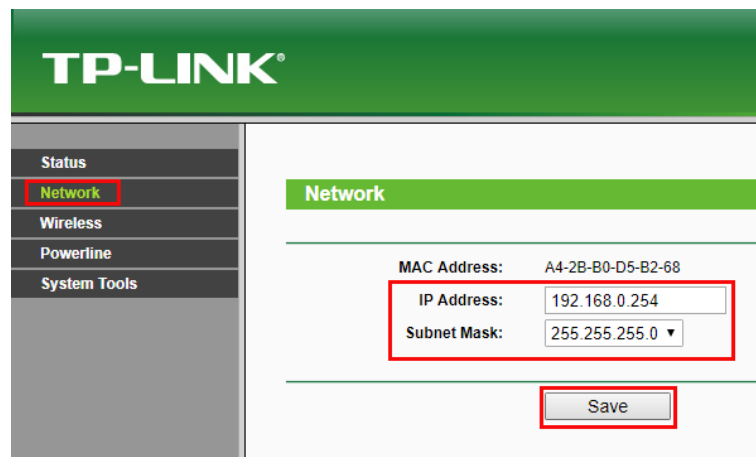 TP-LINK®
Status
Network
Wireless
Powerline
System Tools
Network
MAC Address: A4-2B-B0-D5-B2-68
IP Address: 192.168.0.254
Subnet Mask: 255.255.255.0
Save